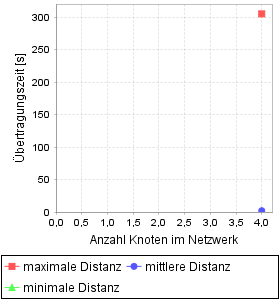 Übertragungszeit [s]
300
250
200
150
100
50
0
0,0 0,5 1,0 1,5 2,0 2,5 3,0 3,5 4,0
Anzahl Knoten im Netzwerk
maximale Distanz mittlere Distanz
minimale Distanz